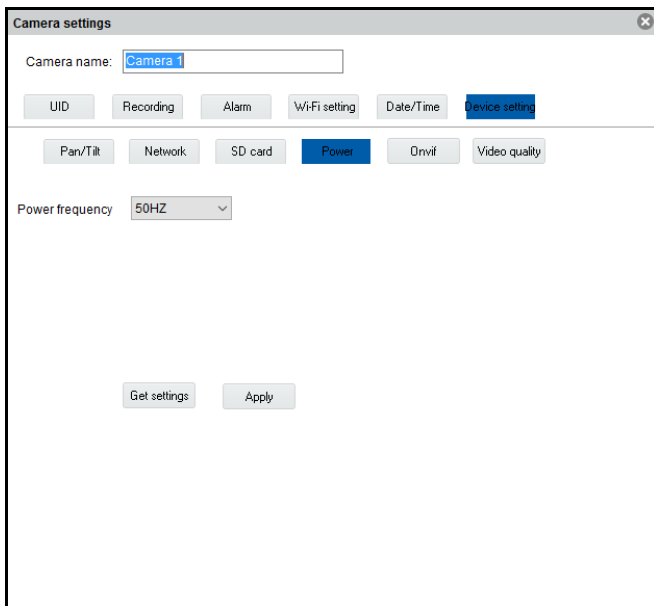 Camera settings
Camera name: Camera 1
UID Recording Alarm Wi-Fi setting Date/Time Device setting
Pan/Tilt Network SD card Power Onvif Video quality
Power frequency 50HZ
Get settings Apply